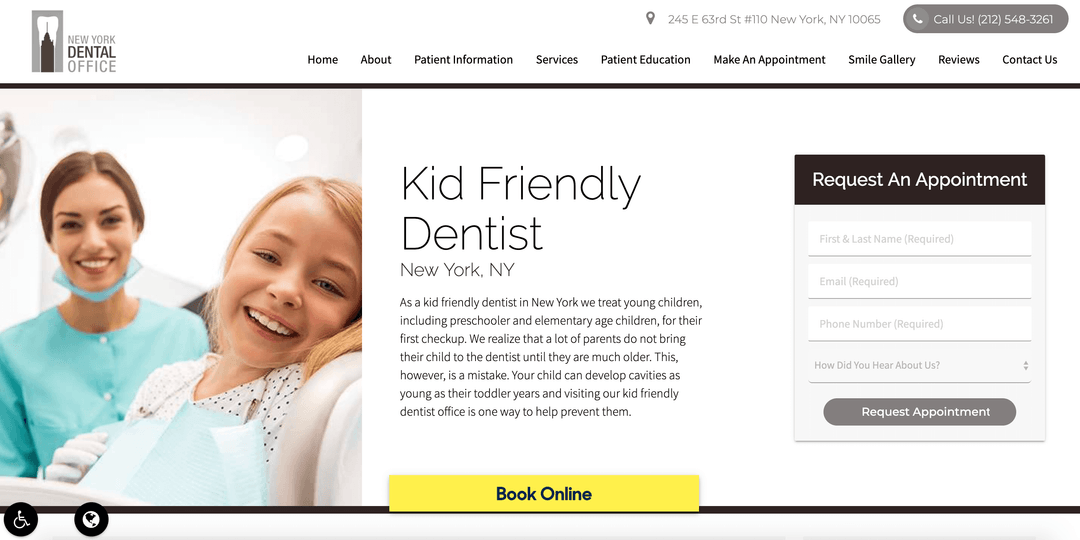 245 E 63rd St #110 New York, NY 10065
Call Us! (212) 548-3261
NEW YORK
DENTAL
OFFICE
Home
About
Patient Information
Services
Patient Education
Make An Appointment
Smile Gallery
Reviews
Contact Us
Kid Friendly
Dentist
New York, NY
As a kid friendly dentist in New York we treat young children,
including preschooler and elementary age children, for their
first checkup. We realize that a lot of parents do not bring
their child to the dentist until they are much older. This,
however, is a mistake. Your child can develop cavities as
young as their toddler years and visiting our kid friendly
dentist office is one way to help prevent them.
Request An Appointment
First & Last Name (Required)
Email (Required)
Phone Number (Required)
How Did You Hear About Us?
Request Appointment
Book Online